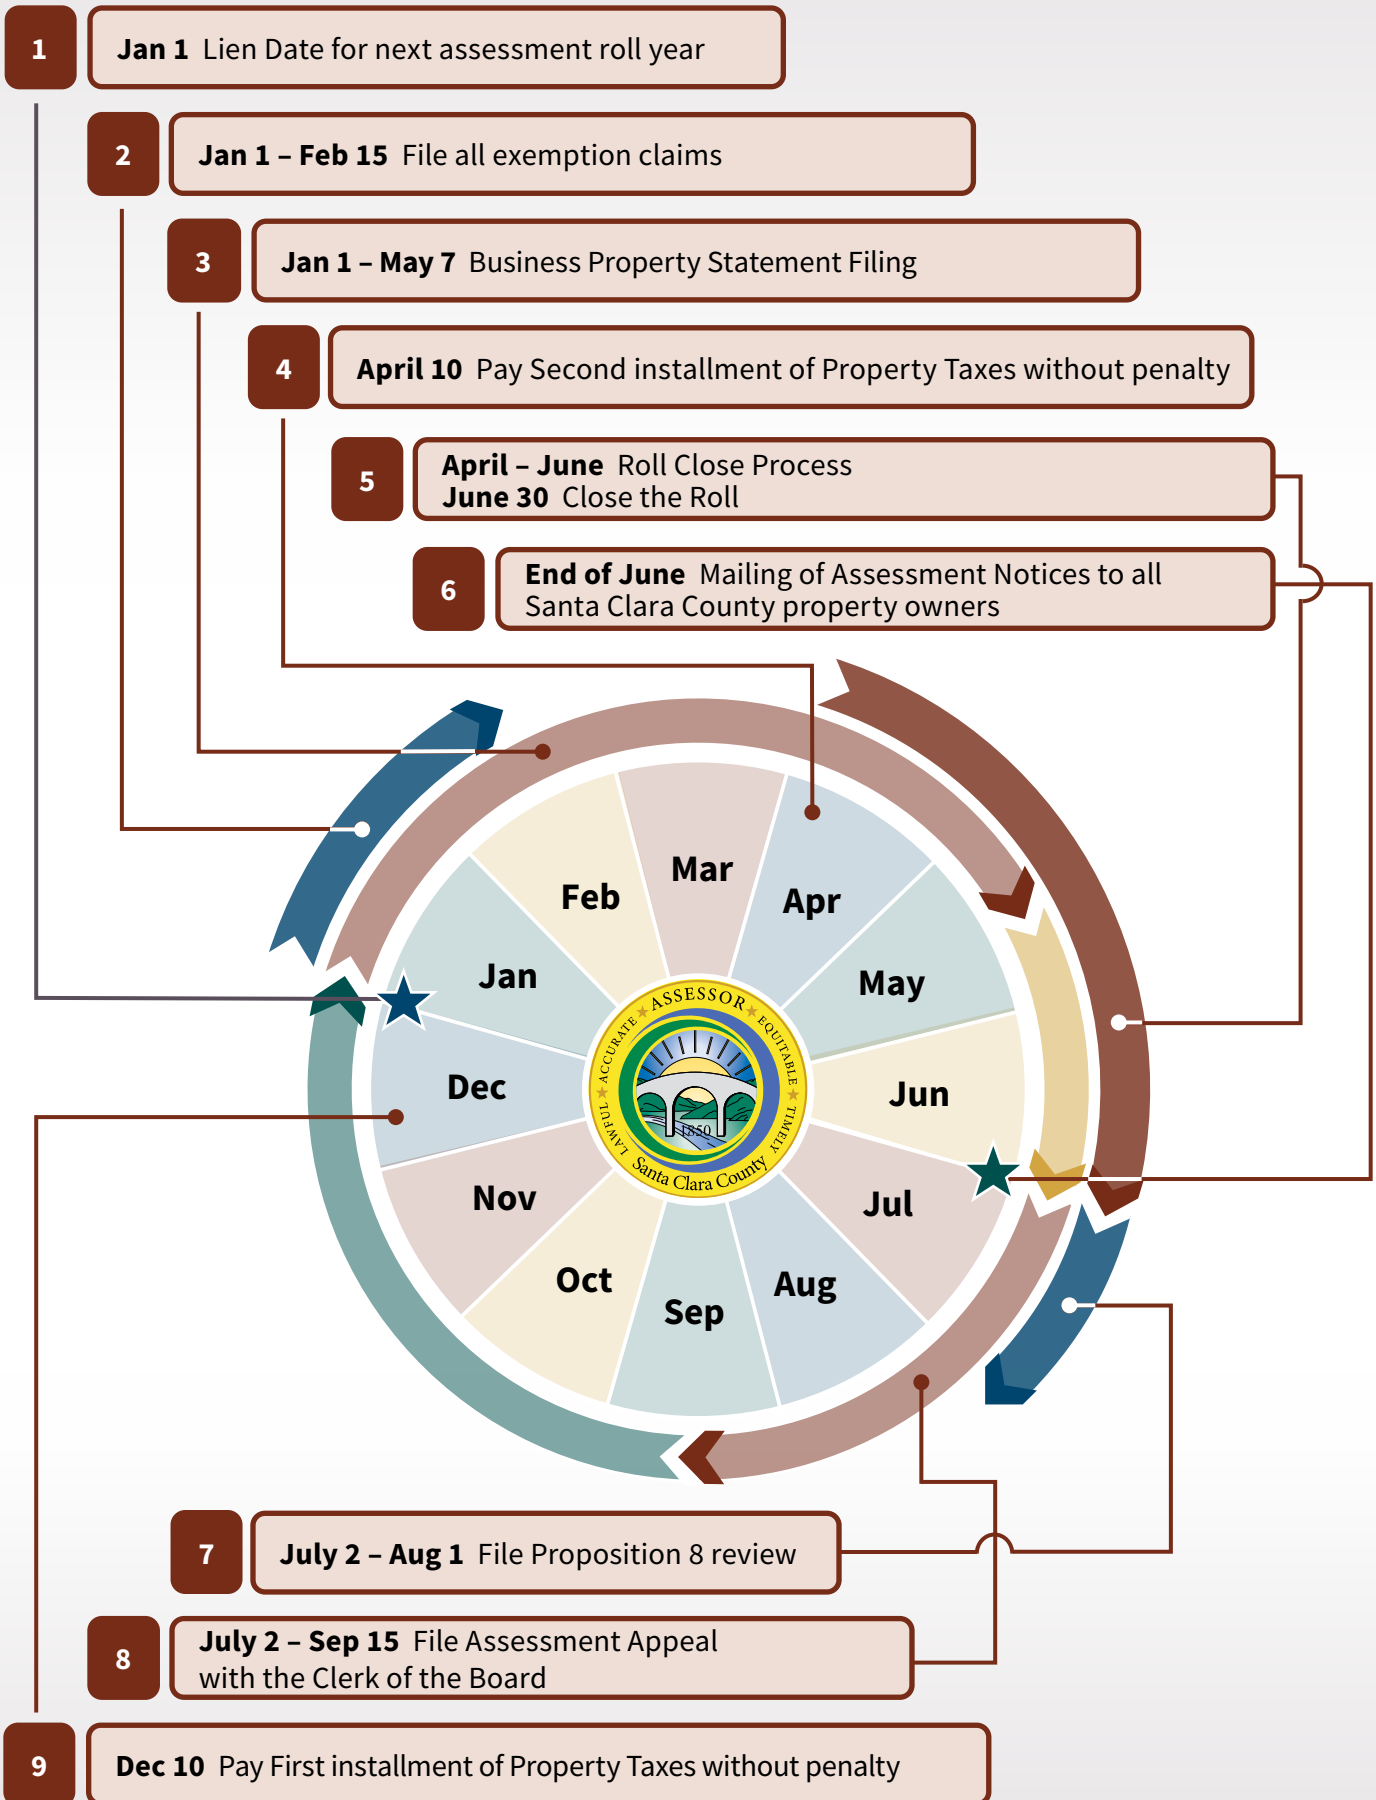 1
Jan 1 Lien Date for next assessment roll year
2
Jan 1 – Feb 15 File all exemption claims
3
Jan 1 – May 7 Business Property Statement Filing
4
April 10 Pay Second installment of Property Taxes without penalty
5
April – June Roll Close Process
June 30 Close the Roll
6
End of June Mailing of Assessment Notices to all
Santa Clara County property owners
Mar
Feb
Apr
Jan
May
Dec
Jun
Nov
Jul
Oct
Aug
Sep
ASSESSOR
EQUITABLE
TIMELY
Santa Clara County
LAWFUL
ACCURATE
1850
7
July 2 – Aug 1 File Proposition 8 review
8
July 2 – Sep 15 File Assessment Appeal
with the Clerk of the Board
9
Dec 10 Pay First installment of Property Taxes without penalty